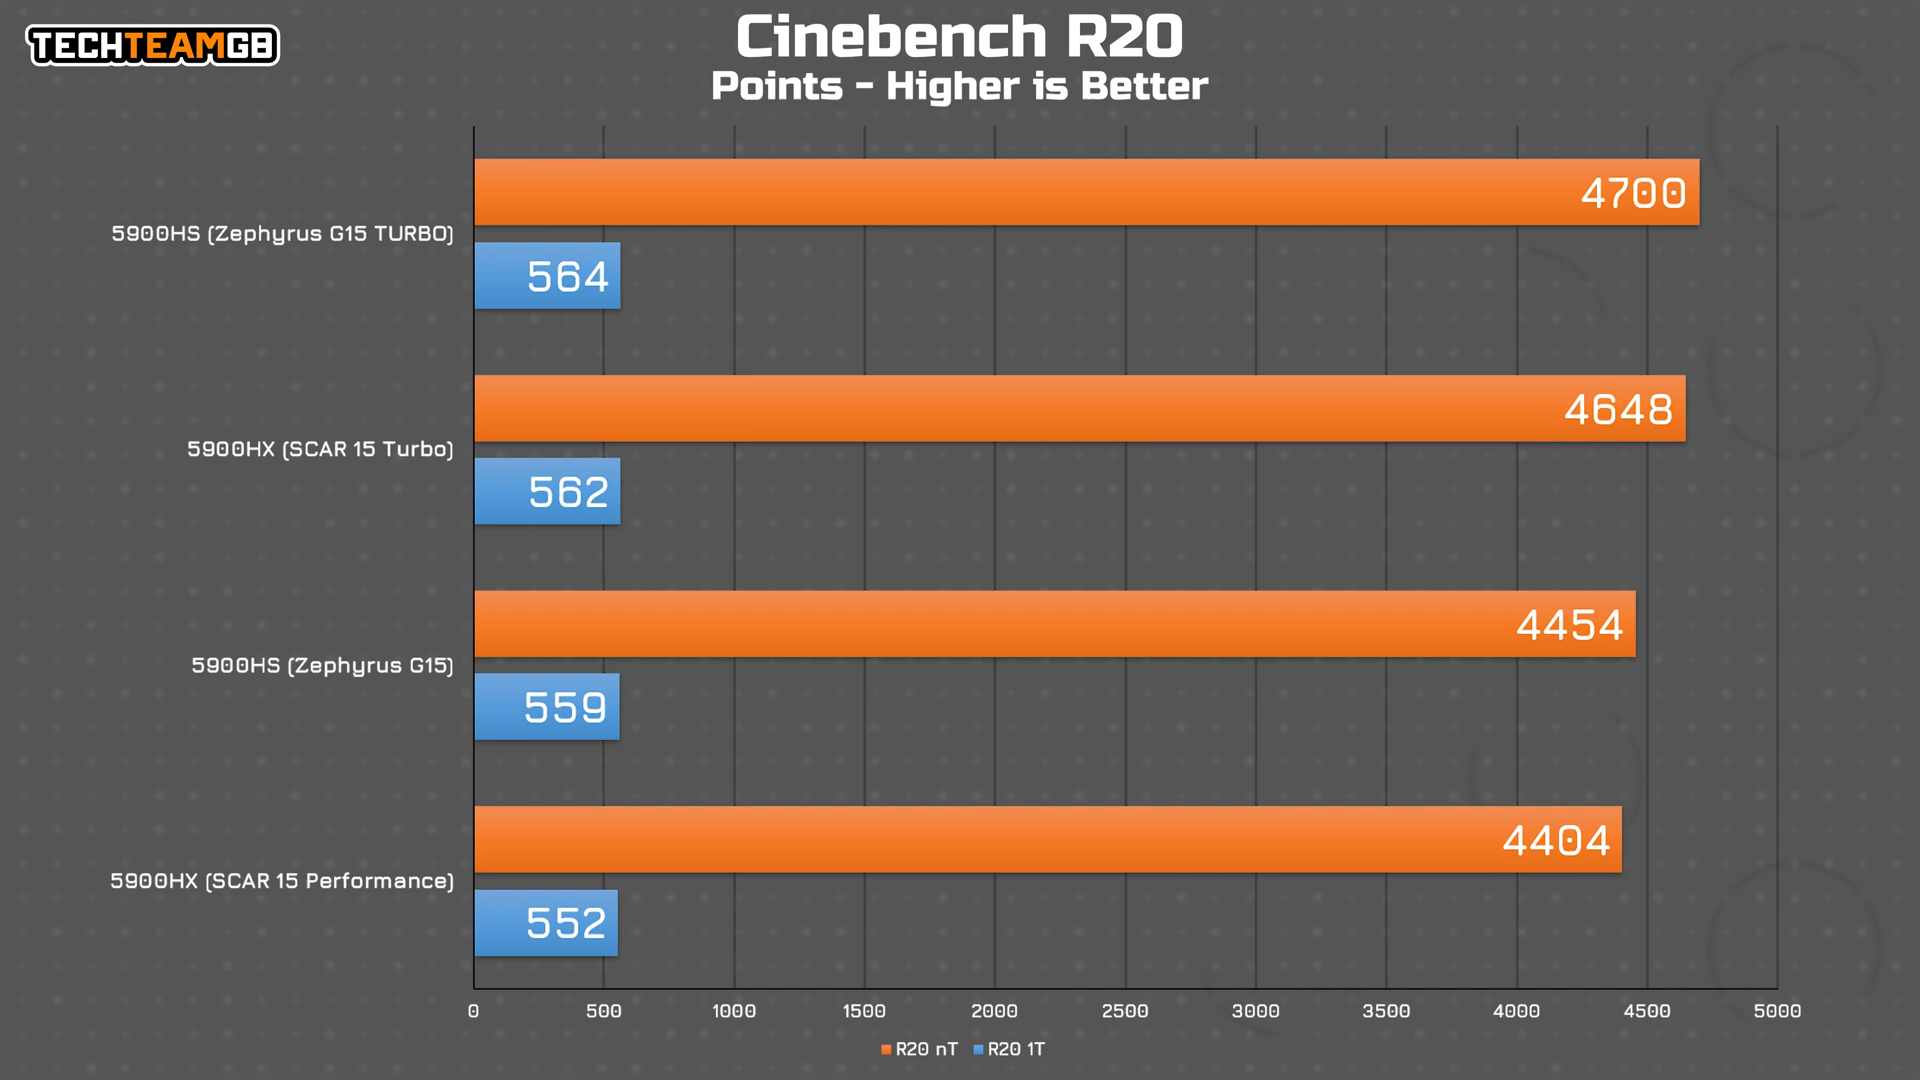 TECHTEAMGB
Cinebench R20
Points - Higher is Better
5900HS (Zephyrus G15 TURBO)
4700
564
5900HX (SCAR 15 Turbo)
4648
562
5900HS (Zephyrus G15)
4454
559
5900HX (SCAR 15 Performance)
4404
552
0 500 1000 1500 2000 2500 3000 3500 4000 4500 5000
R20 nT R20 1T